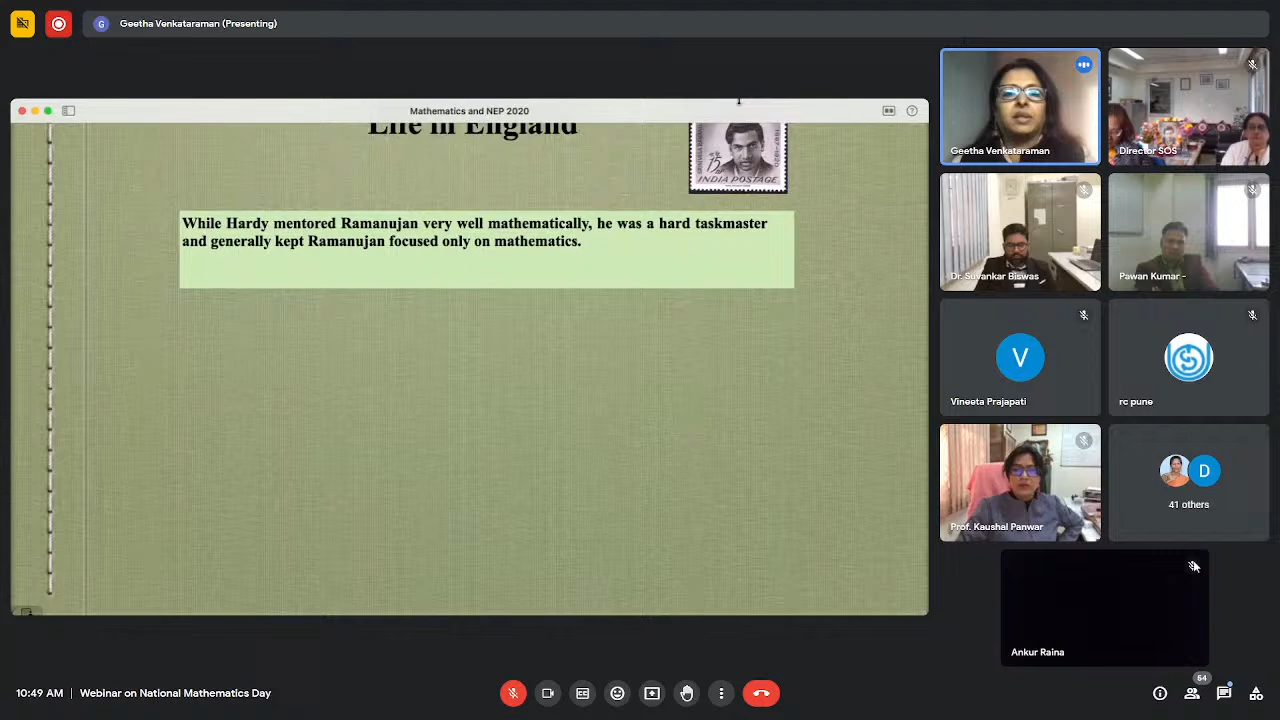 G Geetha Venkataraman (Presenting)
Mathematics and NEP 2020
Life in England
INDIA POSTAGE
While Hardy mentored Ramanujan very well mathematically, he was a hard taskmaster
and generally kept Ramanujan focused only on mathematics.
Geetha Venkataraman
Director SOS
Dr. Suvankar Biswas
Pawan Kumar -
V
Vineeta Prajapati
rc pune
Prof. Kaushal Panwar
D
41 others
Ankur Raina
10:49 AM | Webinar on National Mathematics Day
64